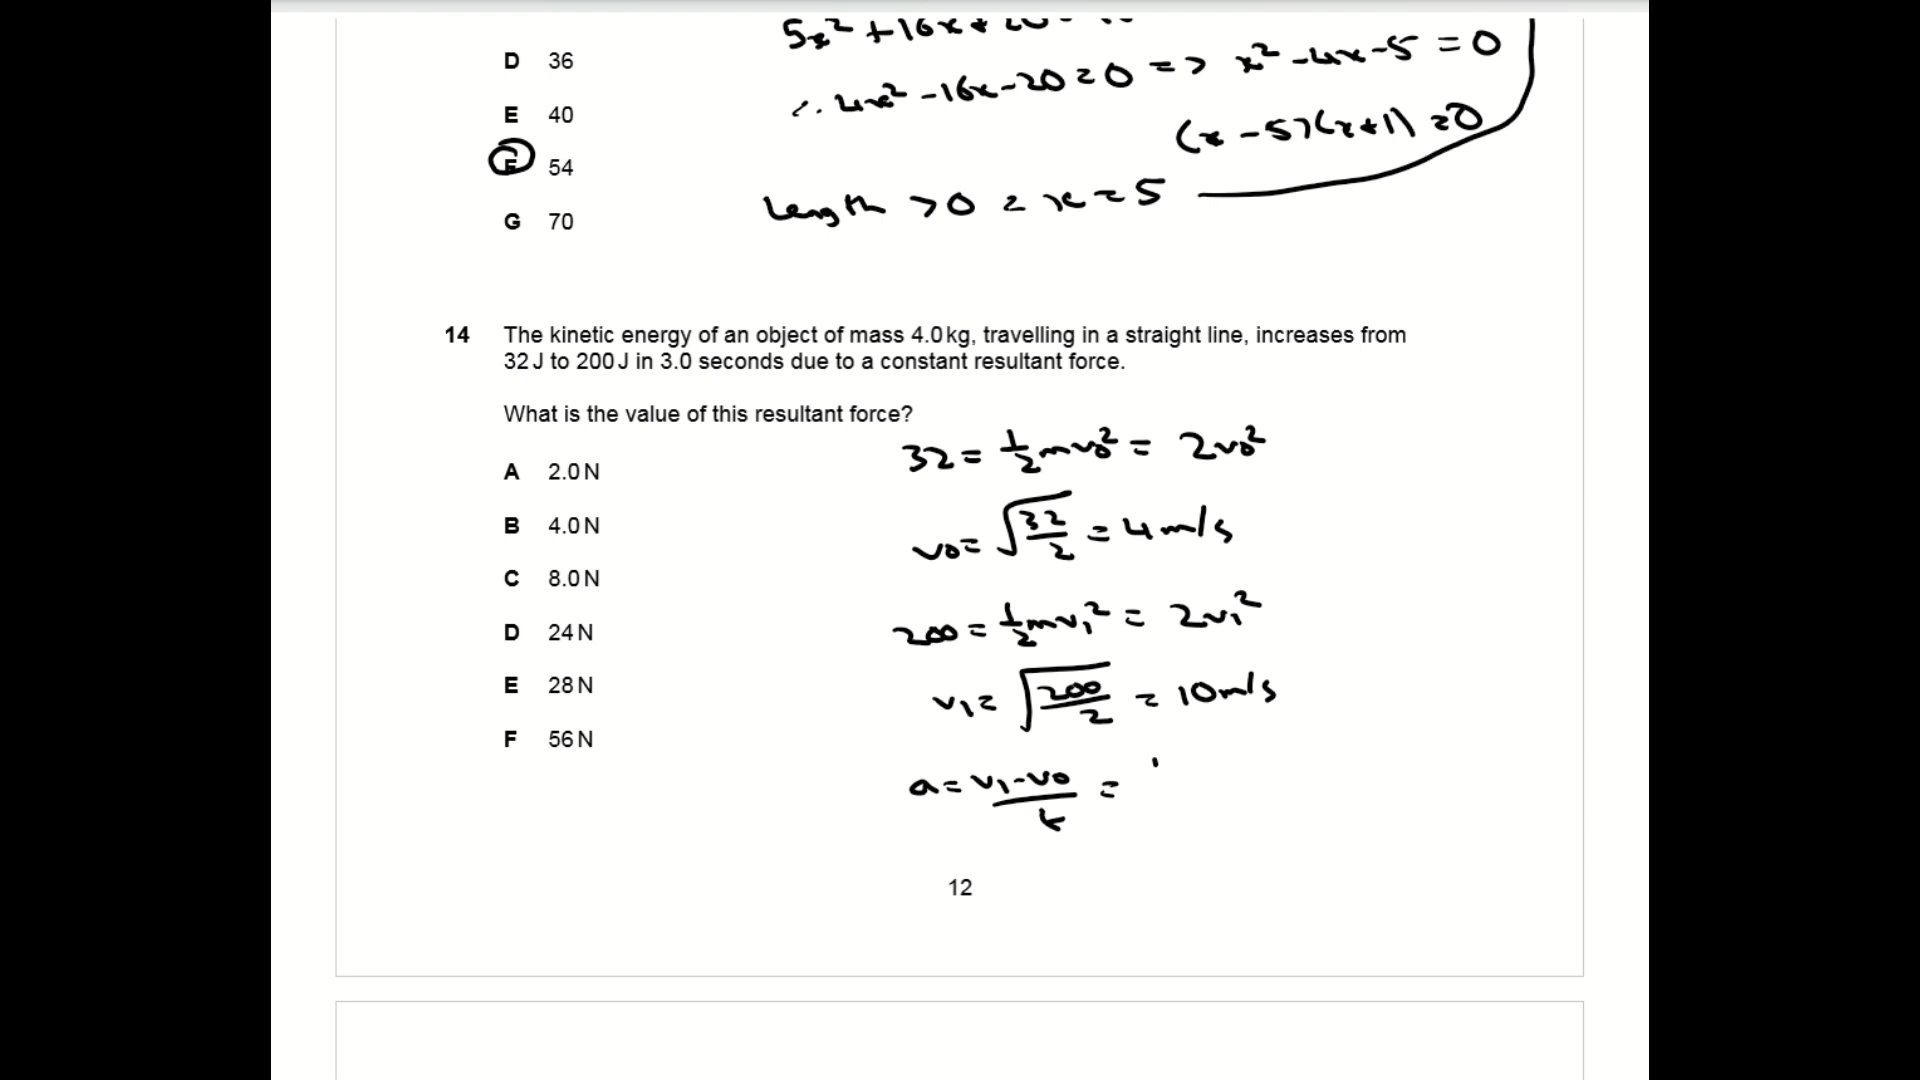 5x² + 16x + 20
D 36
x² - 4x - 5 = 0
∴ 4x² - 16x - 20 = 0 =>
E 40
(x - 5)(x + 1) = 0
F 54
Length > 0 = x = 5
G 70
14 The kinetic energy of an object of mass 4.0 kg, travelling in a straight line, increases from
32 J to 200 J in 3.0 seconds due to a constant resultant force.
What is the value of this resultant force?
32 = ½mv0² = 2v0²
A 2.0 N
B 4.0 N
v0 = √(32/2) = 4 m/s
C 8.0 N
200 = ½mv₁² = 2v₁²
D 24 N
E 28 N
v₁ = √(200/2) = 10 m/s
F 56 N
a = (v₁ - v0)/t =
12